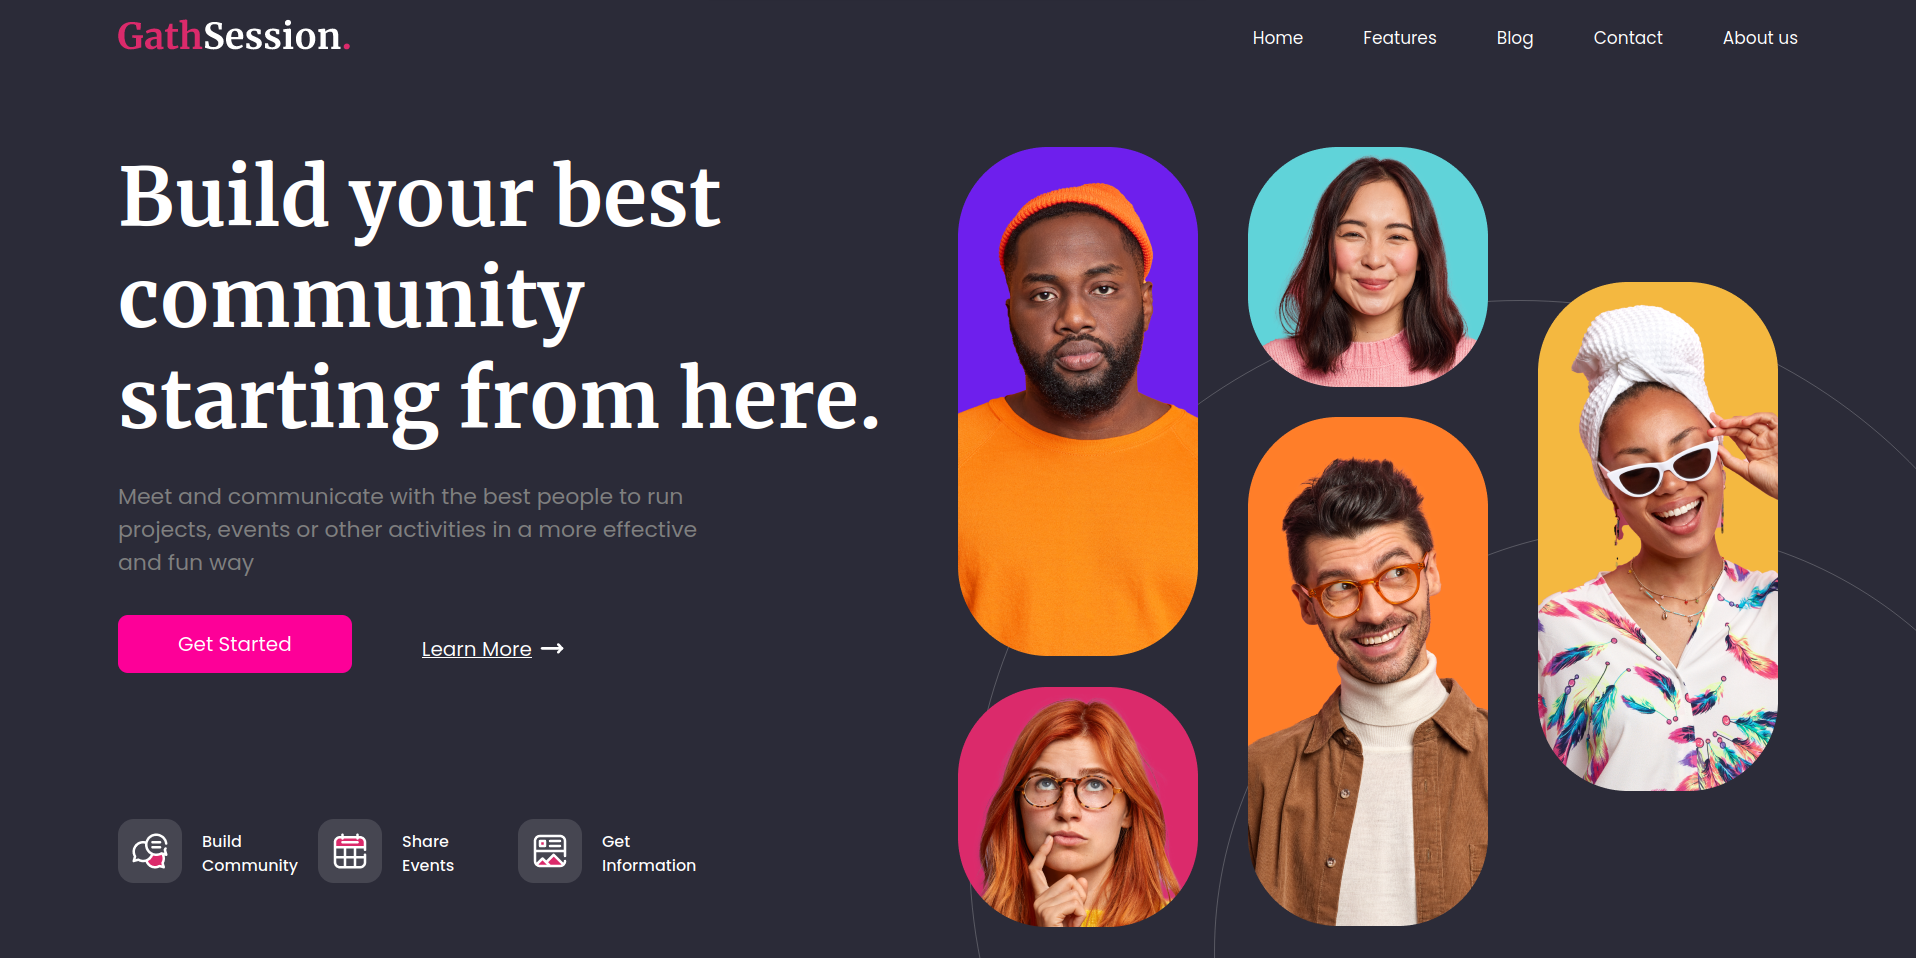 GathSession.
Home Features Blog Contact About us
Build your best
community
starting from here.
Meet and communicate with the best people to run
projects, events or other activities in a more effective
and fun way
Get Started
Learn More
Build
Community
Share
Events
Get
Information